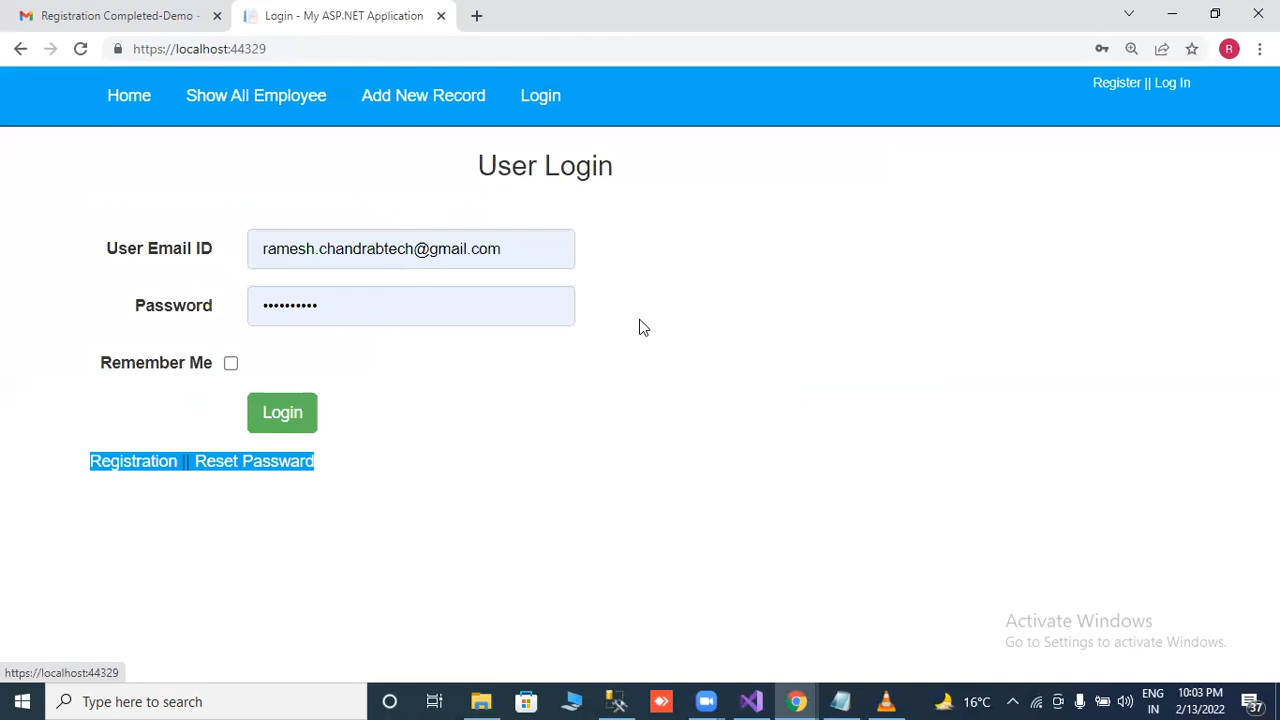 Registration Completed-Demo -
Login - My ASP.NET Application
https://localhost:44329
R
Home
Show All Employee
Add New Record
Login
Register || Log In
User Login
User Email ID
ramesh.chandrabtech@gmail.com
Password
••••••••••
Remember Me
Login
Registration || Reset Password
Activate Windows
Go to Settings to activate Windows.
https://localhost:44329
Type here to search
16°C
ENG
IN
10:03 PM
2/13/2022
37